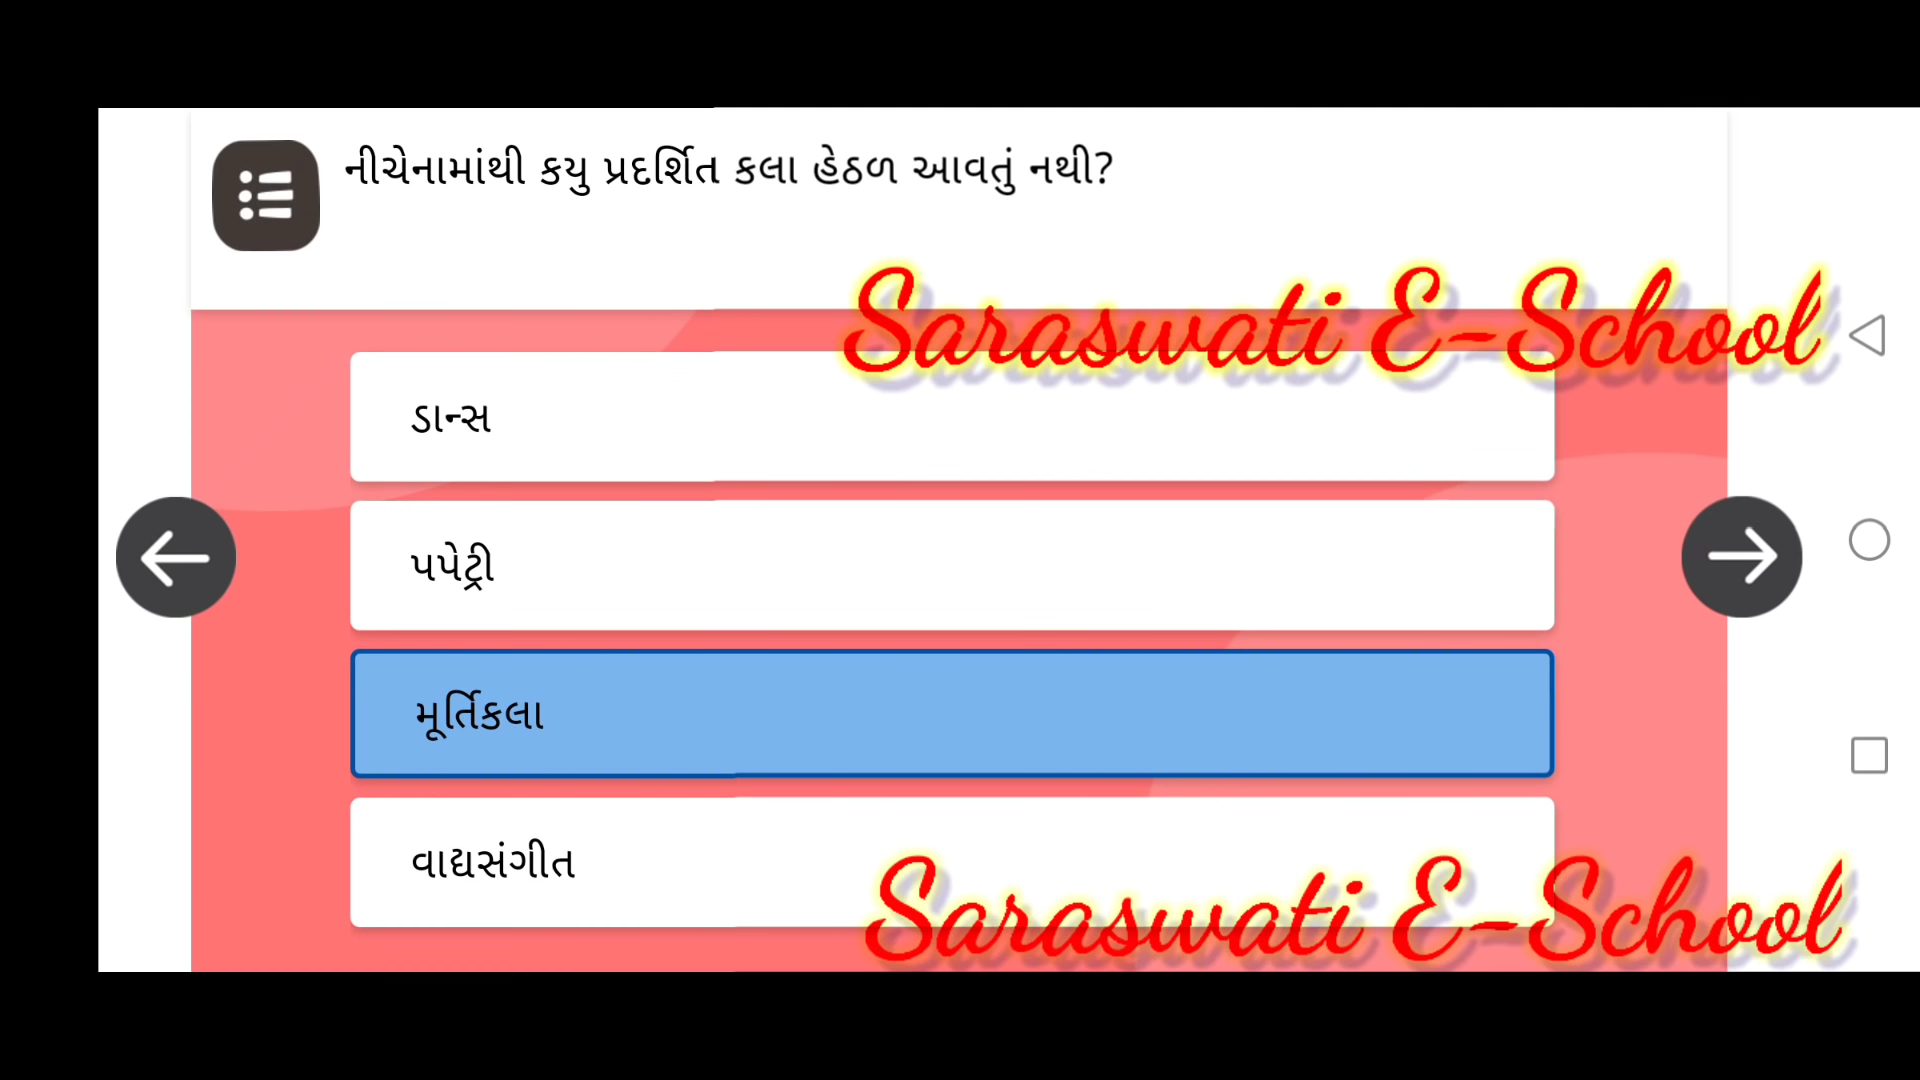 નીચેનામાંથી કયુ પ્રદર્શિત કલા હેઠળ આવતું નથી?
Saraswati E-School
ડાન્સ
પપેટ્રી
મૂર્તિકલા
વાદ્યસંગીત
Saraswati E-School